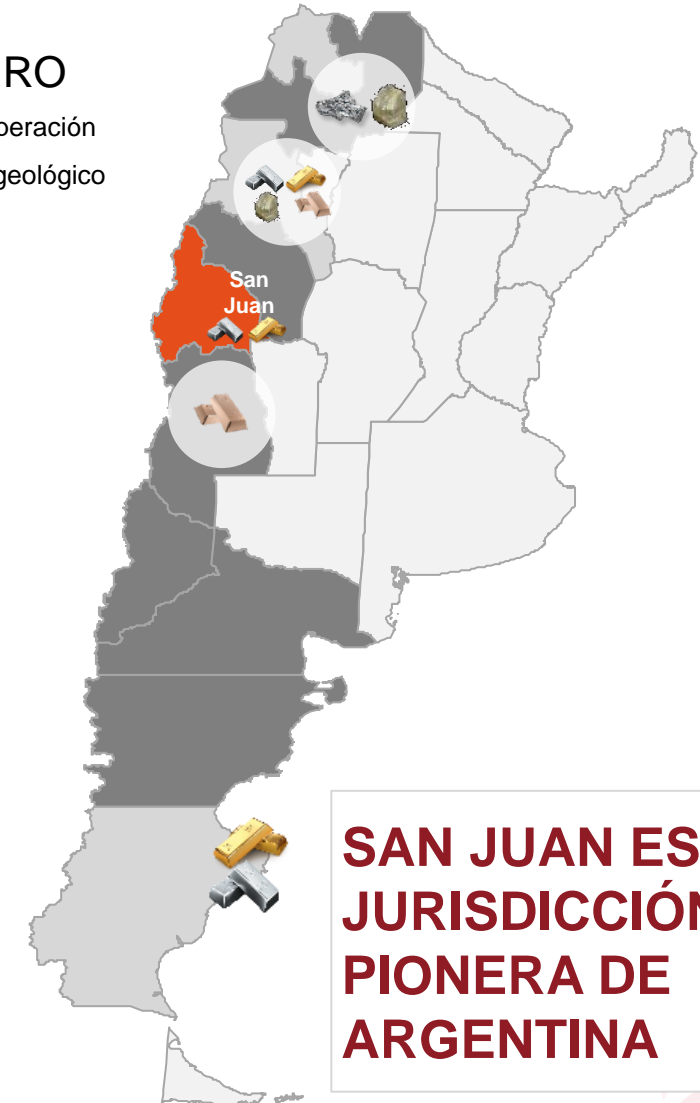 RO
peración
geológico
San
Juan
SAN JUAN ES
JURISDICCIÓN
PIONERA DE
ARGENTINA